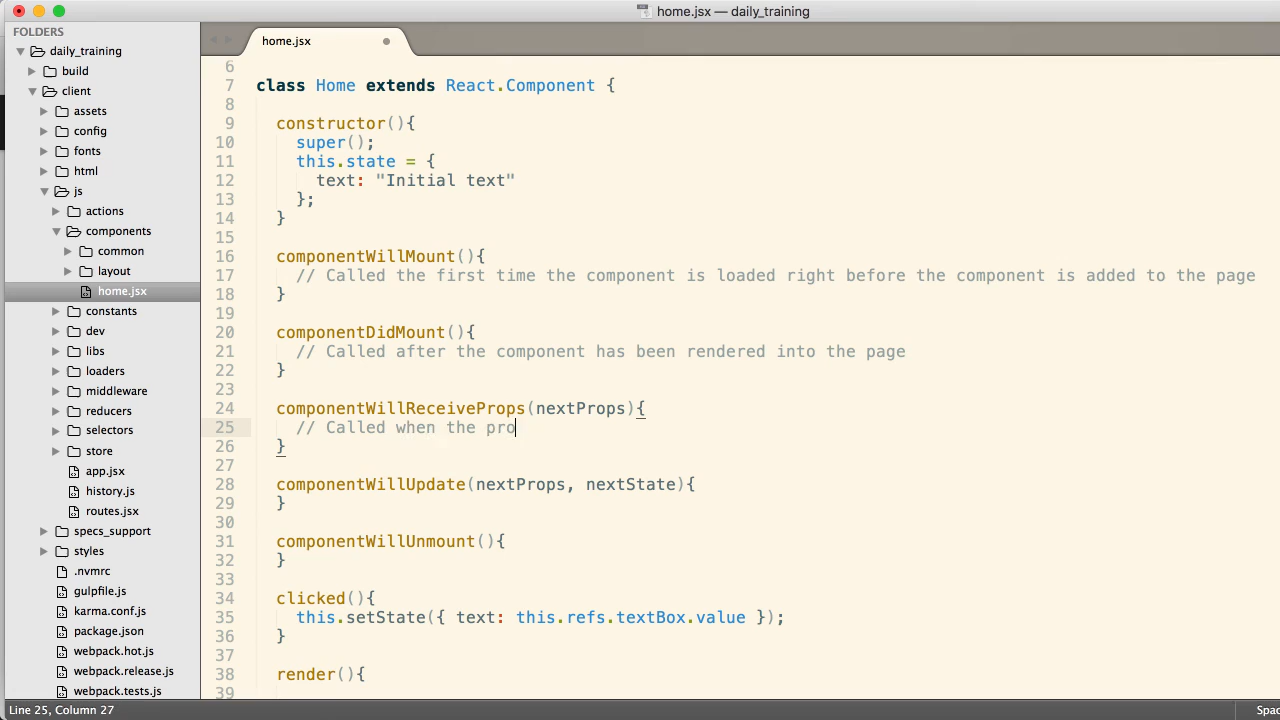 home.jsx — daily_training
FOLDERS
daily_training
build
client
assets
config
fonts
html
js
actions
components
common
layout
home.jsx
constants
dev
libs
loaders
middleware
reducers
selectors
store
app.jsx
history.js
routes.jsx
specs_support
styles
.nvmrc
gulpfile.js
karma.conf.js
package.json
webpack.hot.js
webpack.release.js
webpack.tests.js
home.jsx
6
7 class Home extends React.Component {
8
9 constructor(){
10 super();
11 this.state = {
12 text: "Initial text"
13 };
14 }
15
16 componentWillMount(){
17 // Called the first time the component is loaded right before the component is added to the page
18 }
19
20 componentDidMount(){
21 // Called after the component has been rendered into the page
22 }
23
24 componentWillReceiveProps(nextProps){
25 // Called when the pro
26 }
27
28 componentWillUpdate(nextProps, nextState){
29 }
30
31 componentWillUnmount(){
32 }
33
34 clicked(){
35 this.setState({ text: this.refs.textBox.value });
36 }
37
38 render(){
39
Line 25, Column 27
Spac